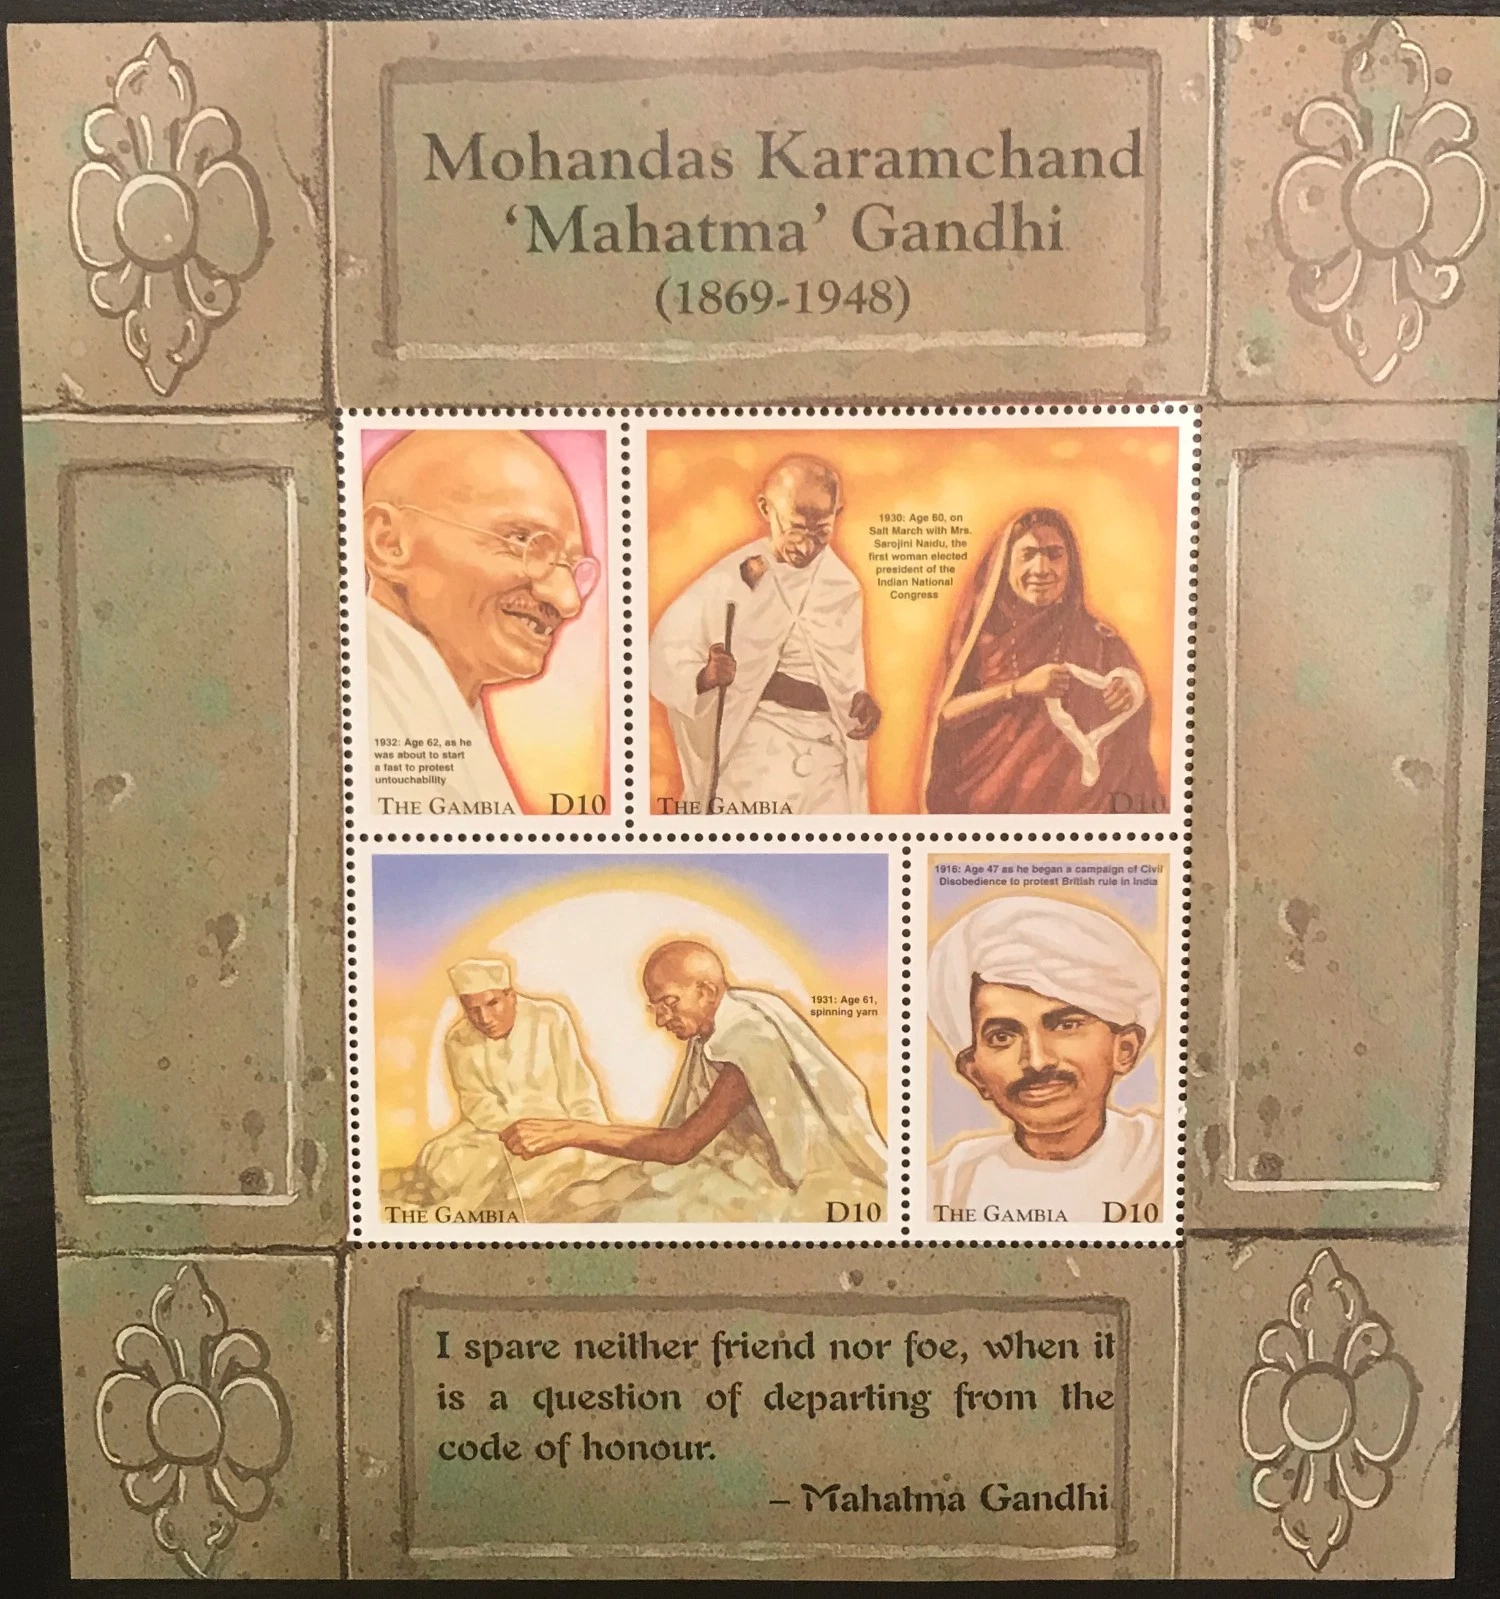 Mohandas Karamchand
‘Mahatma’ Gandhi
(1869-1948)
1932: Age 62, as he
was about to start
a fast to protest
untouchability
THE GAMBIA D10
1930: Age 60, on
Salt March with Mrs.
Sarojini Naidu, the
first woman elected
president of the
Indian National
Congress
THE GAMBIA D10
1931: Age 61,
spinning yarn
THE GAMBIA D10
1916: Age 47 as he began a campaign of Civil
Disobedience to protest British rule in India
THE GAMBIA D10
I spare neither friend nor foe, when it
is a question of departing from the
code of honour.
– Mahatma Gandhi